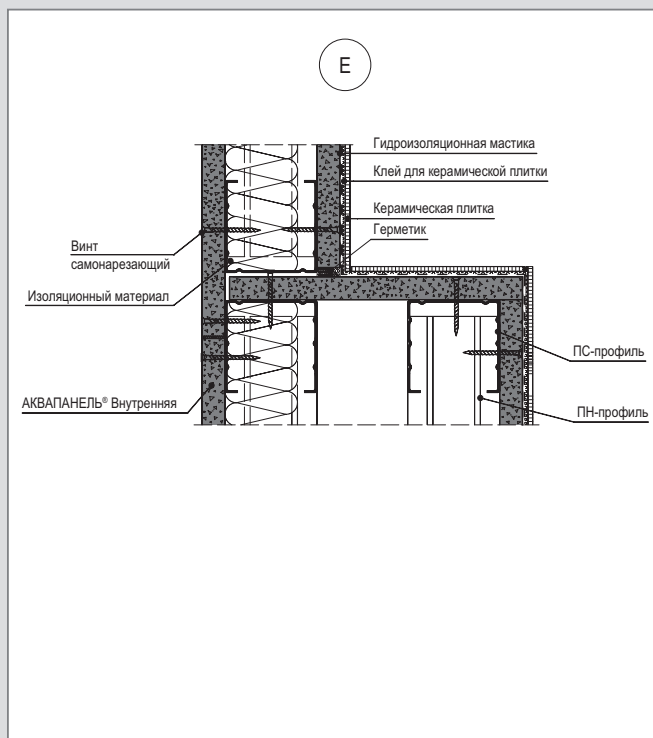 Е
Гидроизоляционная мастика
Клей для керамической плитки
Керамическая плитка
Герметик
Винт
самонарезающий
Изоляционный материал
ПС-профиль
АКВАПАНЕЛЬ® Внутренняя
ПН-профиль